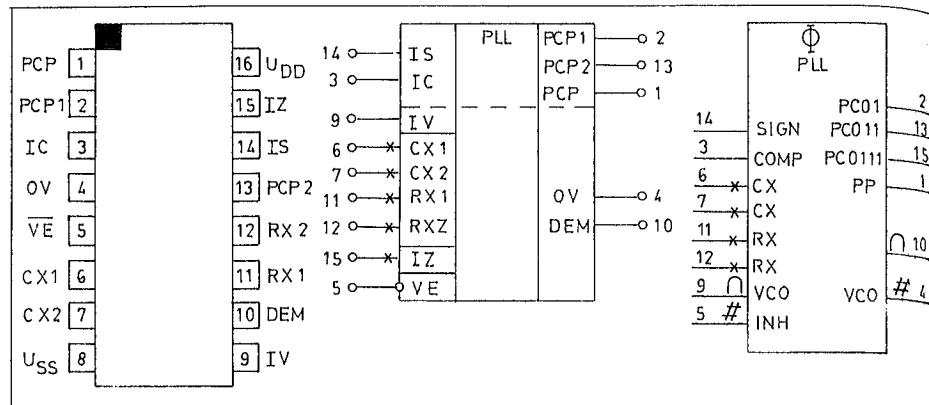 PCP 1
PCP1 2
IC 3
OV 4
VE 5
CX1 6
CX2 7
USS 8
16 UDD
15 IZ
14 IS
13 PCP2
12 RX2
11 RX1
10 DEM
9 IV
PLL
14 IS
3 IC
9 IV
6 CX1
7 CX2
11 RX1
12 RXZ
15 IZ
5 VE
PCP1 2
PCP2 13
PCP 1
OV 4
DEM 10
Φ
PLL
14 SIGN
3 COMP
6 CX
7 CX
11 RX
12 RX
9 ∩ VCO
5 # INH
PCO1 2
PCO11 13
PCO111 15
PP 1
∩ 10
VCO # 4